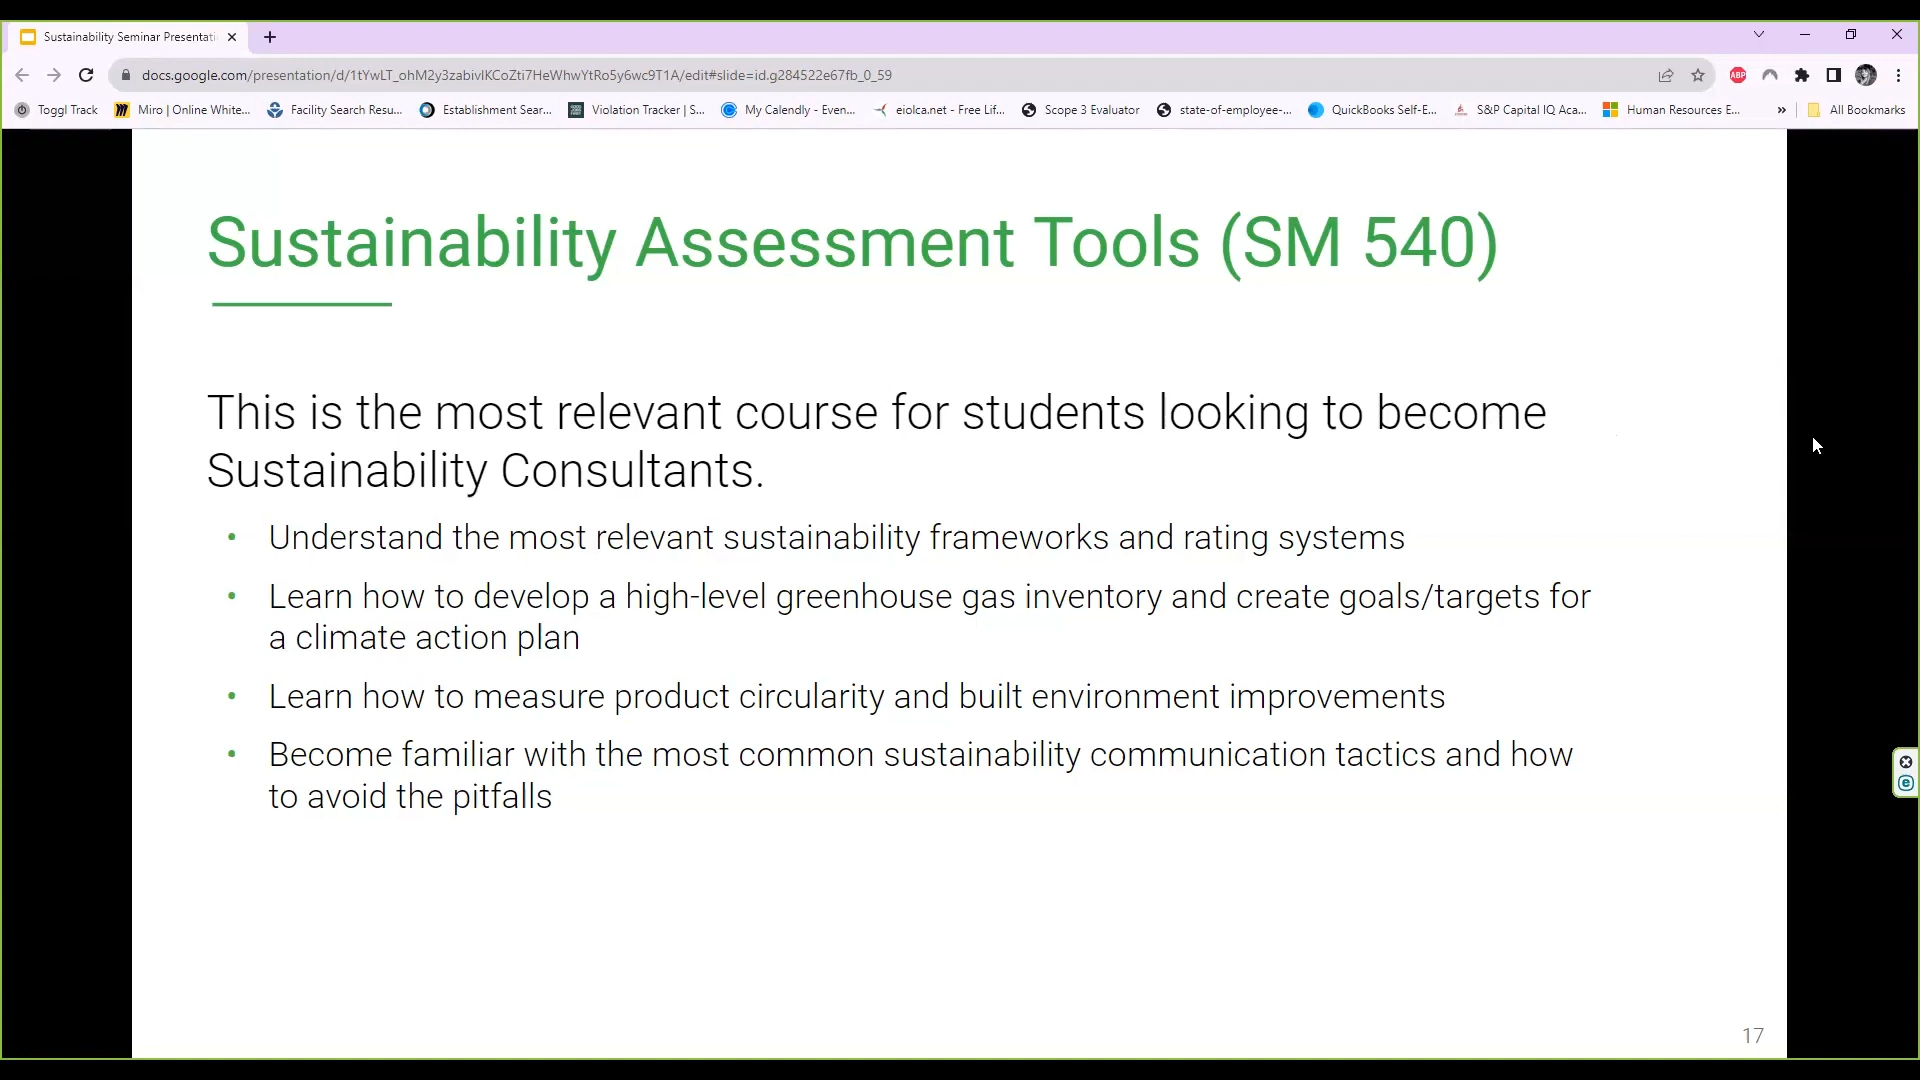 Sustainability Seminar Presentati
docs.google.com/presentation/d/1tYwLT_ohM2y3zabivIKCoZti7HeWhwYtRo5y6wc9T1A/edit#slide=id.g284522e67fb_0_59
ABP
Toggl Track Miro | Online White... Facility Search Resu... Establishment Sear... Violation Tracker | S... My Calendly - Even... eiolca.net - Free Lif... Scope 3 Evaluator state-of-employee-... QuickBooks Self-E... S&P Capital IQ Aca... Human Resources E... » All Bookmarks
Sustainability Assessment Tools (SM 540)
This is the most relevant course for students looking to become
Sustainability Consultants.
• Understand the most relevant sustainability frameworks and rating systems
• Learn how to develop a high-level greenhouse gas inventory and create goals/targets for
a climate action plan
• Learn how to measure product circularity and built environment improvements
• Become familiar with the most common sustainability communication tactics and how
to avoid the pitfalls
17